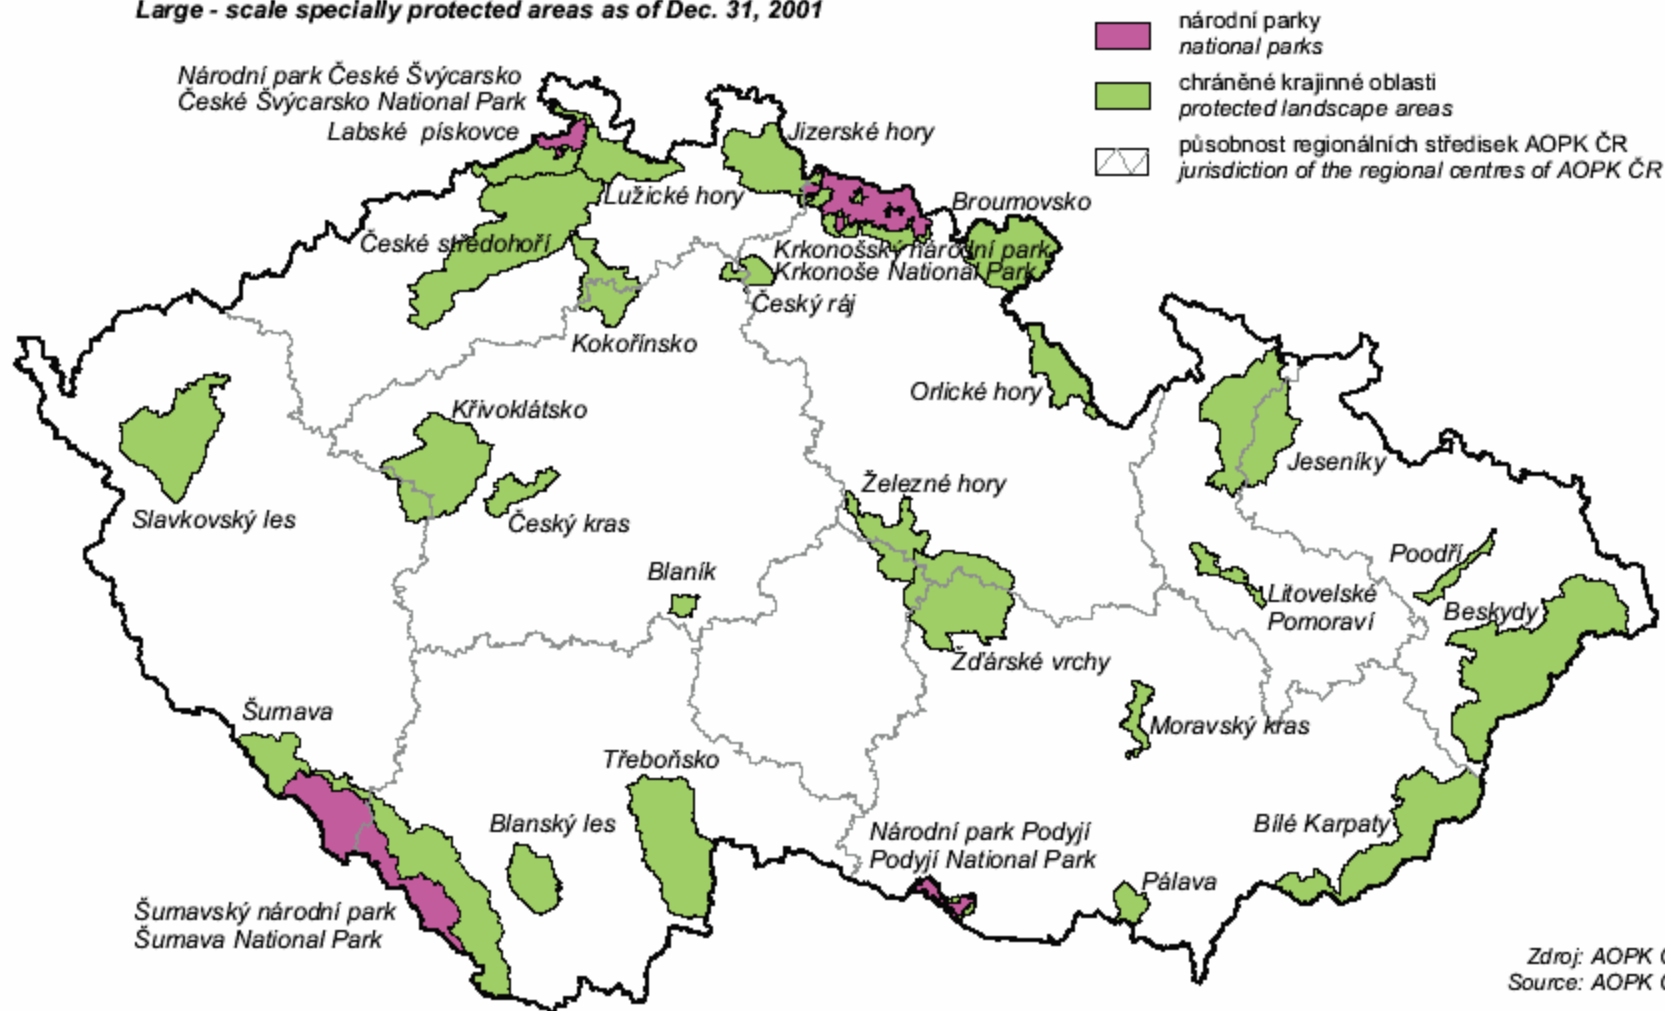 Large - scale specially protected areas as of Dec. 31, 2001
národní parky
national parks
chráněné krajinné oblasti
protected landscape areas
působnost regionálních středisek AOPK ČR
jurisdiction of the regional centres of AOPK ČR
Národní park České Švýcarsko
České Švýcarsko National Park
Labské pískovce
Jizerské hory
Lužické hory
Broumovsko
České středohoří
Krkonošský národní park
Krkonoše National Park
Český ráj
Kokořínsko
Orlické hory
Křivoklátsko
Jeseníky
Železné hory
Slavkovský les
Český kras
Poodří
Blaník
Litovelské
Pomoraví
Beskydy
Žďárské vrchy
Šumava
Moravský kras
Třeboňsko
Blanský les
Národní park Podyjí
Podyjí National Park
Bílé Karpaty
Pálava
Šumavský národní park
Šumava National Park
Zdroj: AOPK
Source: AOPK